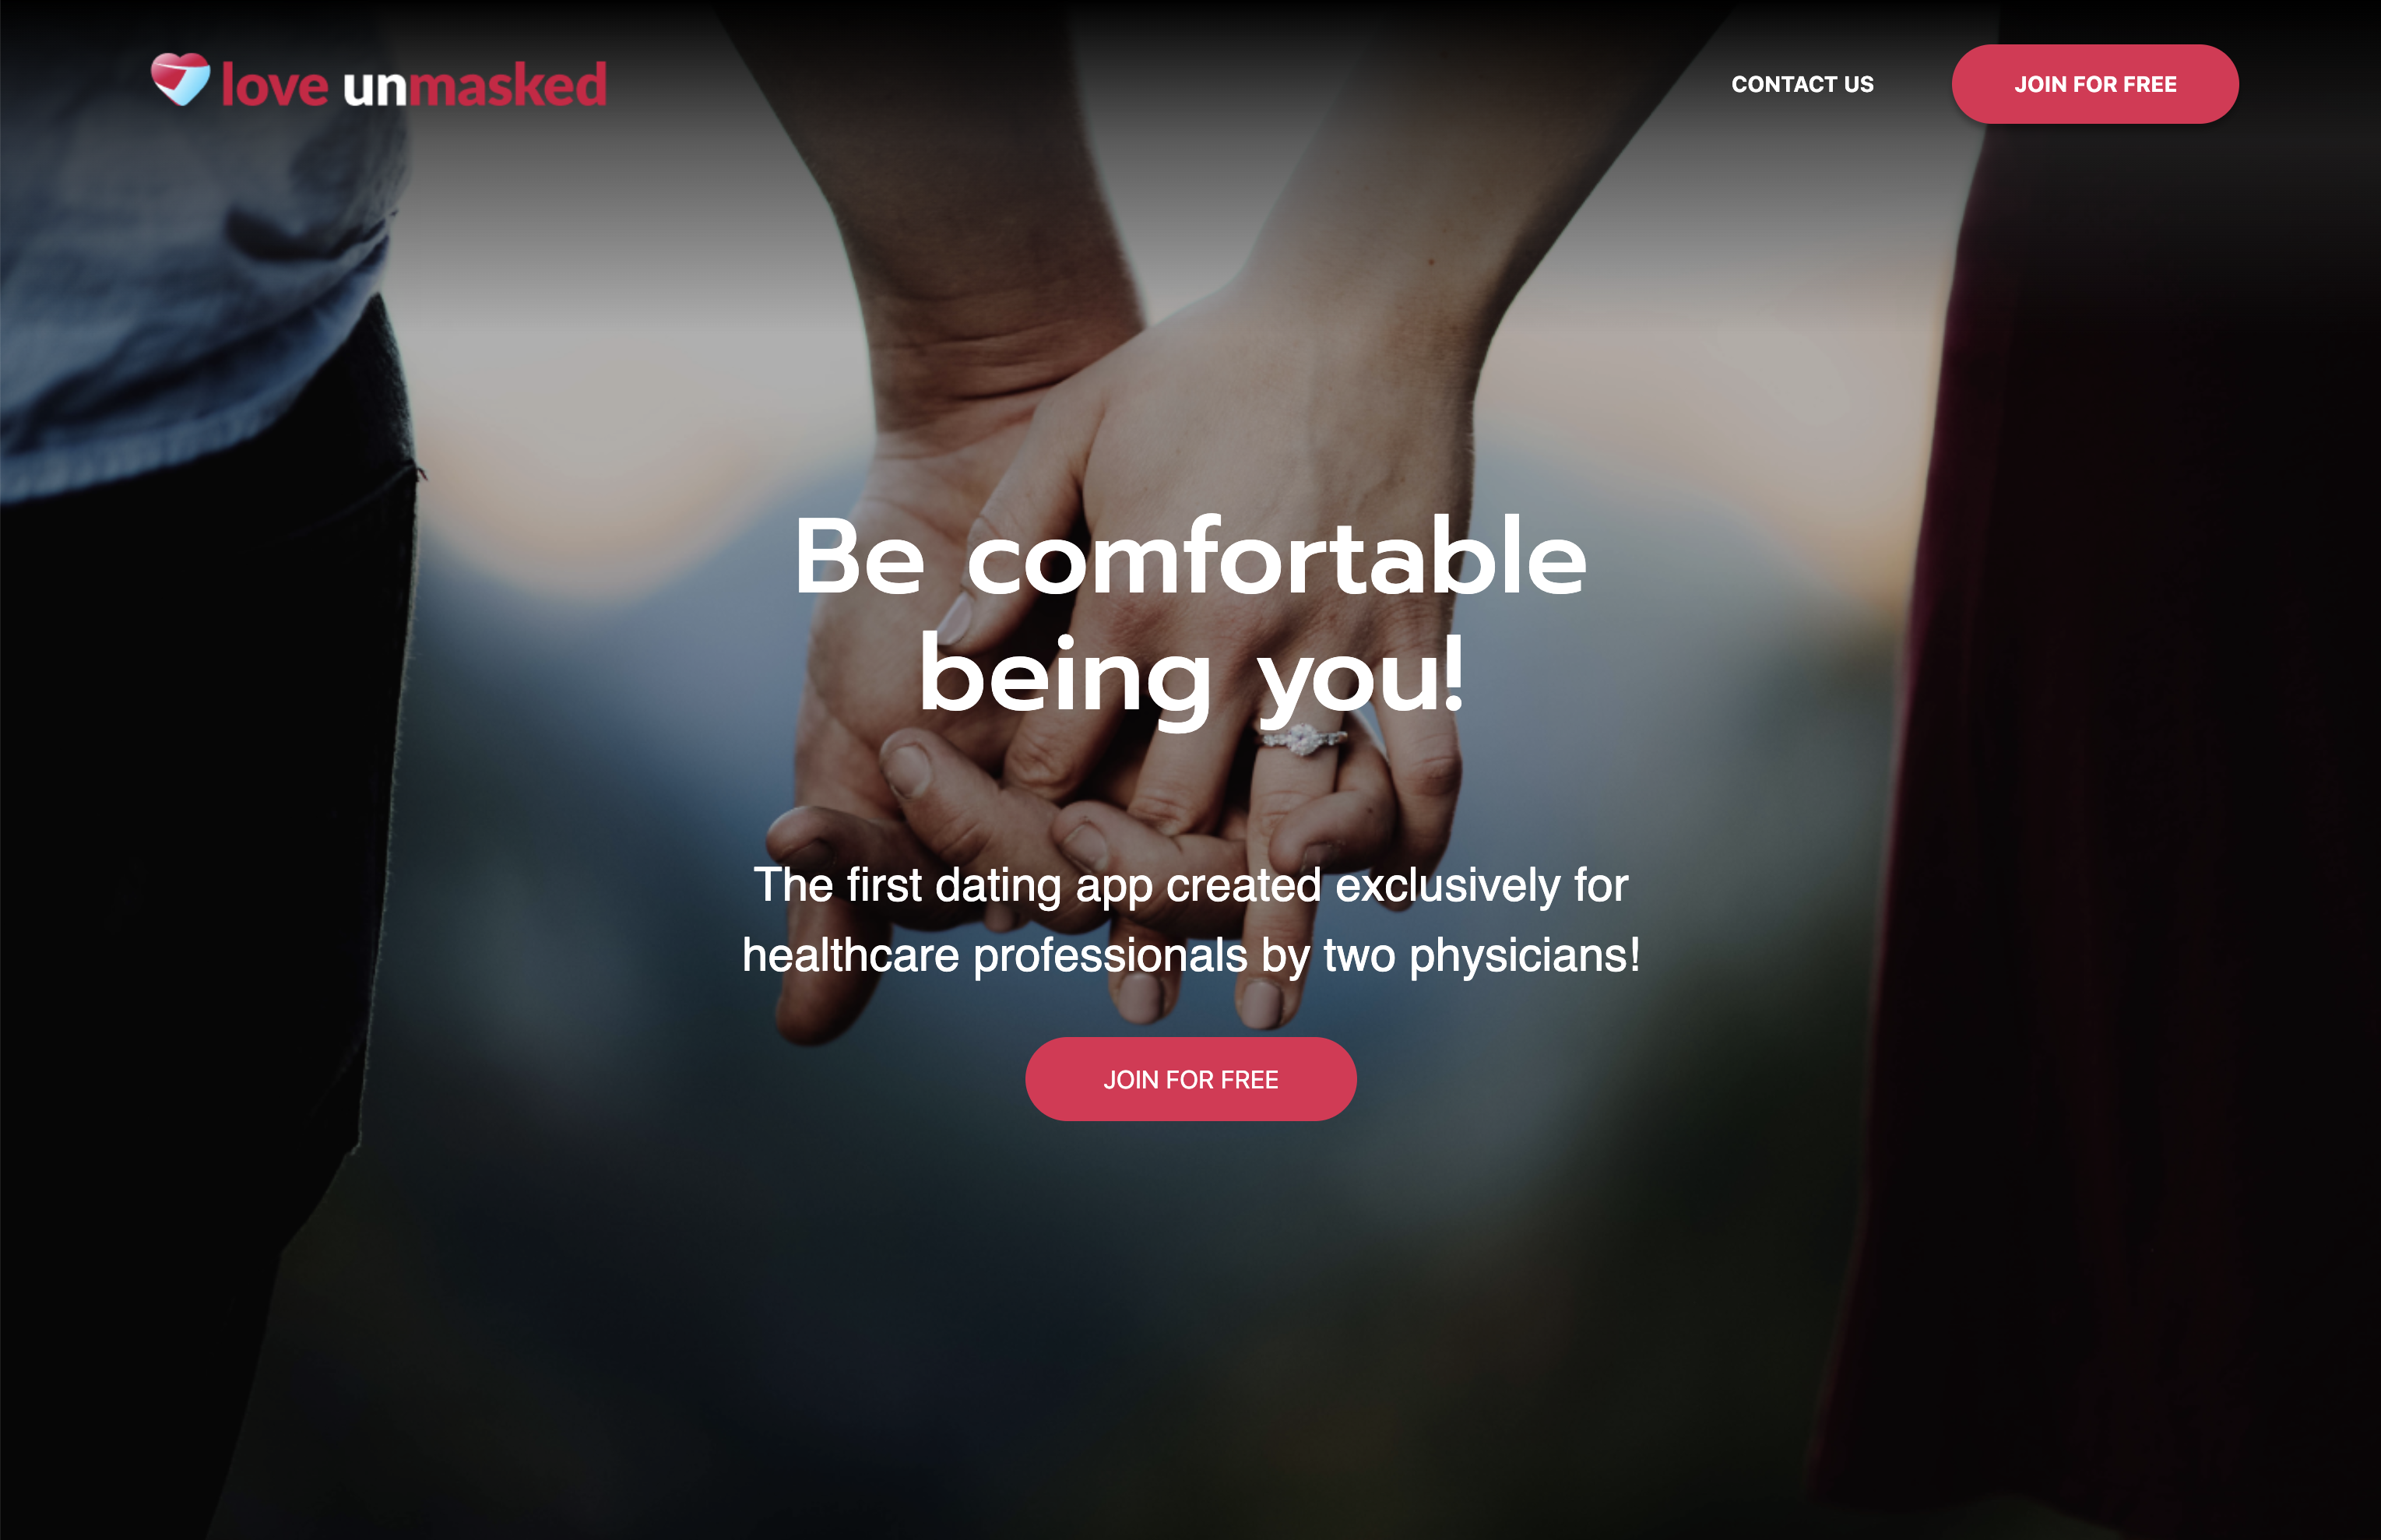 love unmasked
CONTACT US
JOIN FOR FREE
Be comfortable
being you!
The first dating app created exclusively for
healthcare professionals by two physicians!
JOIN FOR FREE